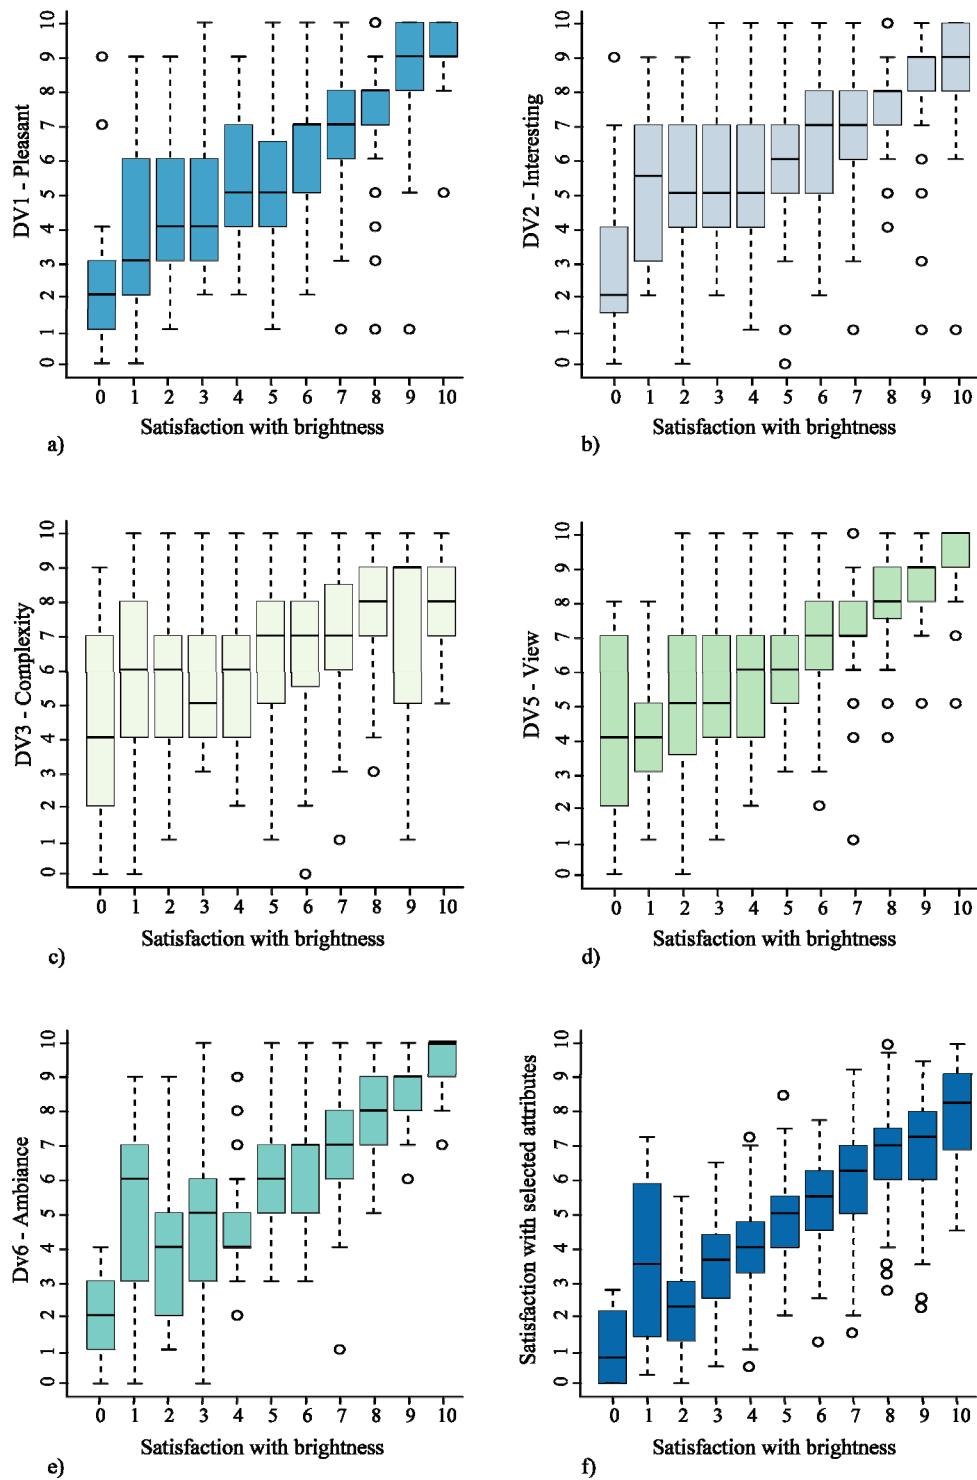 DV1 - Pleasant
0 1 2 3 4 5 6 7 8 9 10
0 1 2 3 4 5 6 7 8 9 10
Satisfaction with brightness
a)
DV2 - Interesting
0 1 2 3 4 5 6 7 8 9 10
0 1 2 3 4 5 6 7 8 9 10
Satisfaction with brightness
b)
DV3 - Complexity
0 1 2 3 4 5 6 7 8 9 10
0 1 2 3 4 5 6 7 8 9 10
Satisfaction with brightness
c)
DV5 - View
0 1 2 3 4 5 6 7 8 9 10
0 1 2 3 4 5 6 7 8 9 10
Satisfaction with brightness
d)
Dv6 - Ambiance
0 1 2 3 4 5 6 7 8 9 10
0 1 2 3 4 5 6 7 8 9 10
Satisfaction with brightness
e)
Satisfaction with selected attributes
0 1 2 3 4 5 6 7 8 9 10
0 1 2 3 4 5 6 7 8 9 10
Satisfaction with brightness
f)